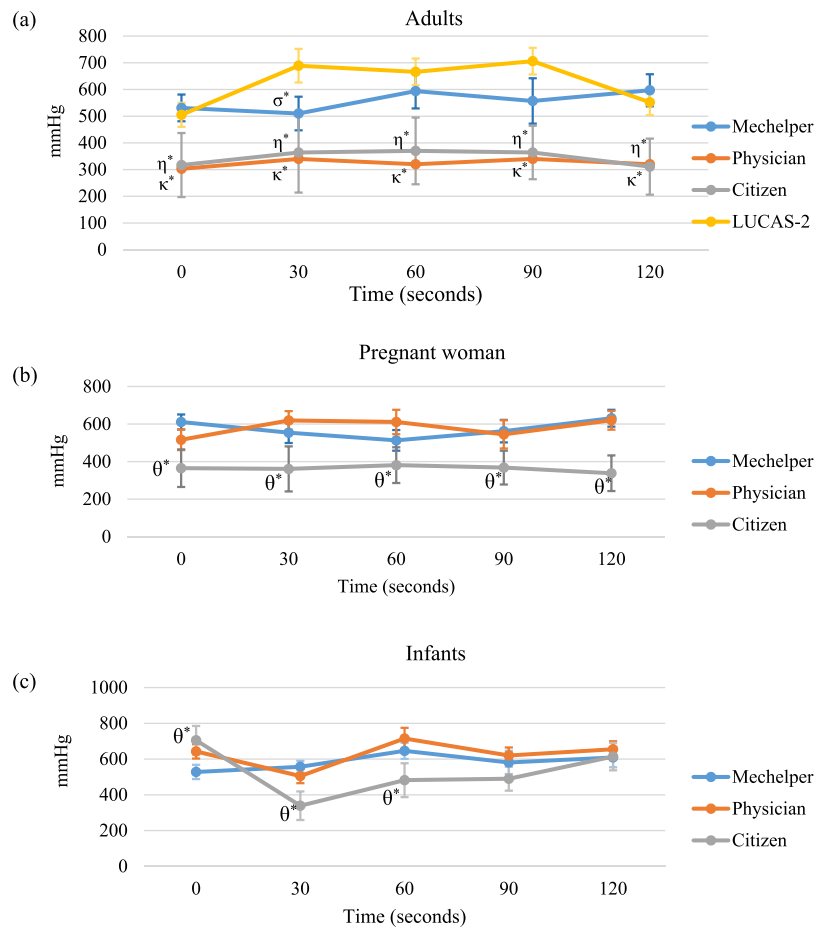 (a)
Adults
800
700
600
500
400
300
200
100
0
mmHg
σ*
η* η* η* η* η*
κ* κ* κ* κ* κ*
0 30 60 90 120
Time (seconds)
Mechelper
Physician
Citizen
LUCAS-2
(b)
Pregnant woman
800
600
400
200
0
mmHg
θ* θ* θ* θ* θ*
0 30 60 90 120
Time (seconds)
Mechelper
Physician
Citizen
(c)
Infants
1000
800
600
400
200
0
mmHg
θ* θ* θ*
0 30 60 90 120
Time (seconds)
Mechelper
Physician
Citizen